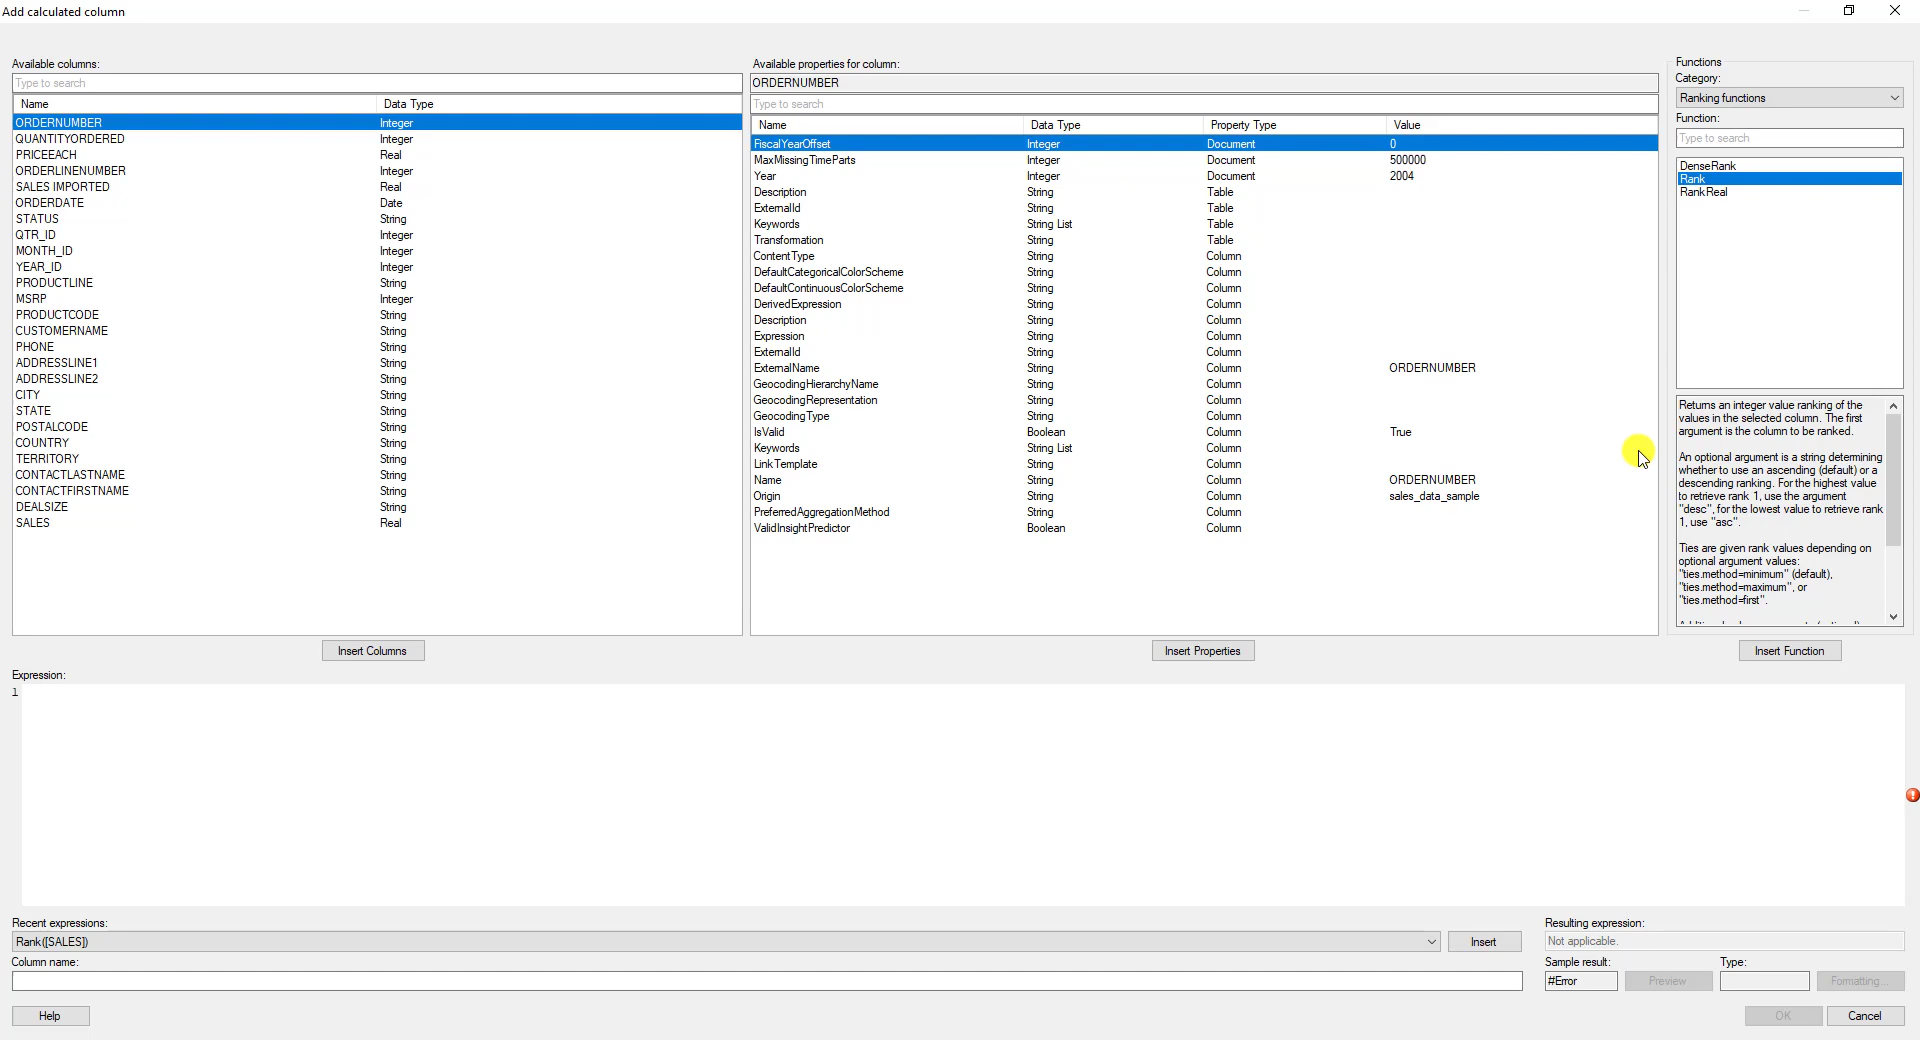 Add calculated column
Available columns:
Type to search
Name Data Type
ORDERNUMBER Integer
QUANTITYORDERED Integer
PRICEEACH Real
ORDERLINENUMBER Integer
SALES IMPORTED Real
ORDERDATE Date
STATUS String
QTR_ID Integer
MONTH_ID Integer
YEAR_ID Integer
PRODUCTLINE String
MSRP Integer
PRODUCTCODE String
CUSTOMERNAME String
PHONE String
ADDRESSLINE1 String
ADDRESSLINE2 String
CITY String
STATE String
POSTALCODE String
COUNTRY String
TERRITORY String
CONTACTLASTNAME String
CONTACTFIRSTNAME String
DEALSIZE String
SALES Real
Insert Columns
Available properties for column:
ORDERNUMBER
Type to search
Name Data Type Property Type Value
FiscalYearOffset Integer Document 0
MaxMissingTimeParts Integer Document 500000
Year Integer Document 2004
Description String Table
ExternalId String Table
Keywords String List Table
Transformation String Table
ContentType String Column
DefaultCategoricalColorScheme String Column
DefaultContinuousColorScheme String Column
DerivedExpression String Column
Description String Column
Expression String Column
ExternalId String Column
ExternalName String Column ORDERNUMBER
GeocodingHierarchyName String Column
GeocodingRepresentation String Column
GeocodingType String Column
IsValid Boolean Column True
Keywords String List Column
LinkTemplate String Column
Name String Column ORDERNUMBER
Origin String Column sales_data_sample
PreferredAggregationMethod String Column
ValidInsightPredictor Boolean Column
Insert Properties
Functions
Category:
Ranking functions
Function:
Type to search
DenseRank
Rank
RankReal
Returns an integer value ranking of the
values in the selected column. The first
argument is the column to be ranked.
An optional argument is a string determining
whether to use an ascending (default) or a
descending ranking. For the highest value
to retrieve rank 1, use the argument
"desc", for the lowest value to retrieve rank
1, use "asc".
Ties are given rank values depending on
optional argument values:
"ties.method=minimum" (default),
"ties.method=maximum", or
"ties.method=first".
Insert Function
Expression:
1
Recent expressions:
Rank([SALES])
Insert
Column name:
Resulting expression:
Not applicable.
Sample result: Type:
#Error Preview Formatting...
Help
OK Cancel